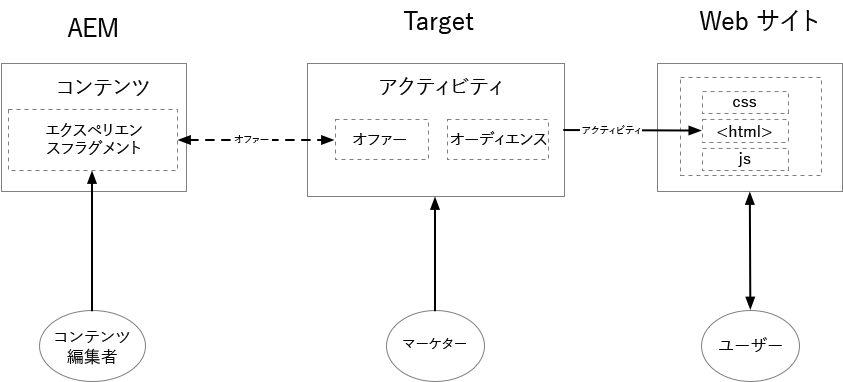 AEM
Target
Web サイト
コンテンツ
エクスペリエン
スフラグメント
オファー
アクティビティ
オファー
オーディエンス
アクティビティ
css
<html>
js
コンテンツ
編集者
マーケター
ユーザー